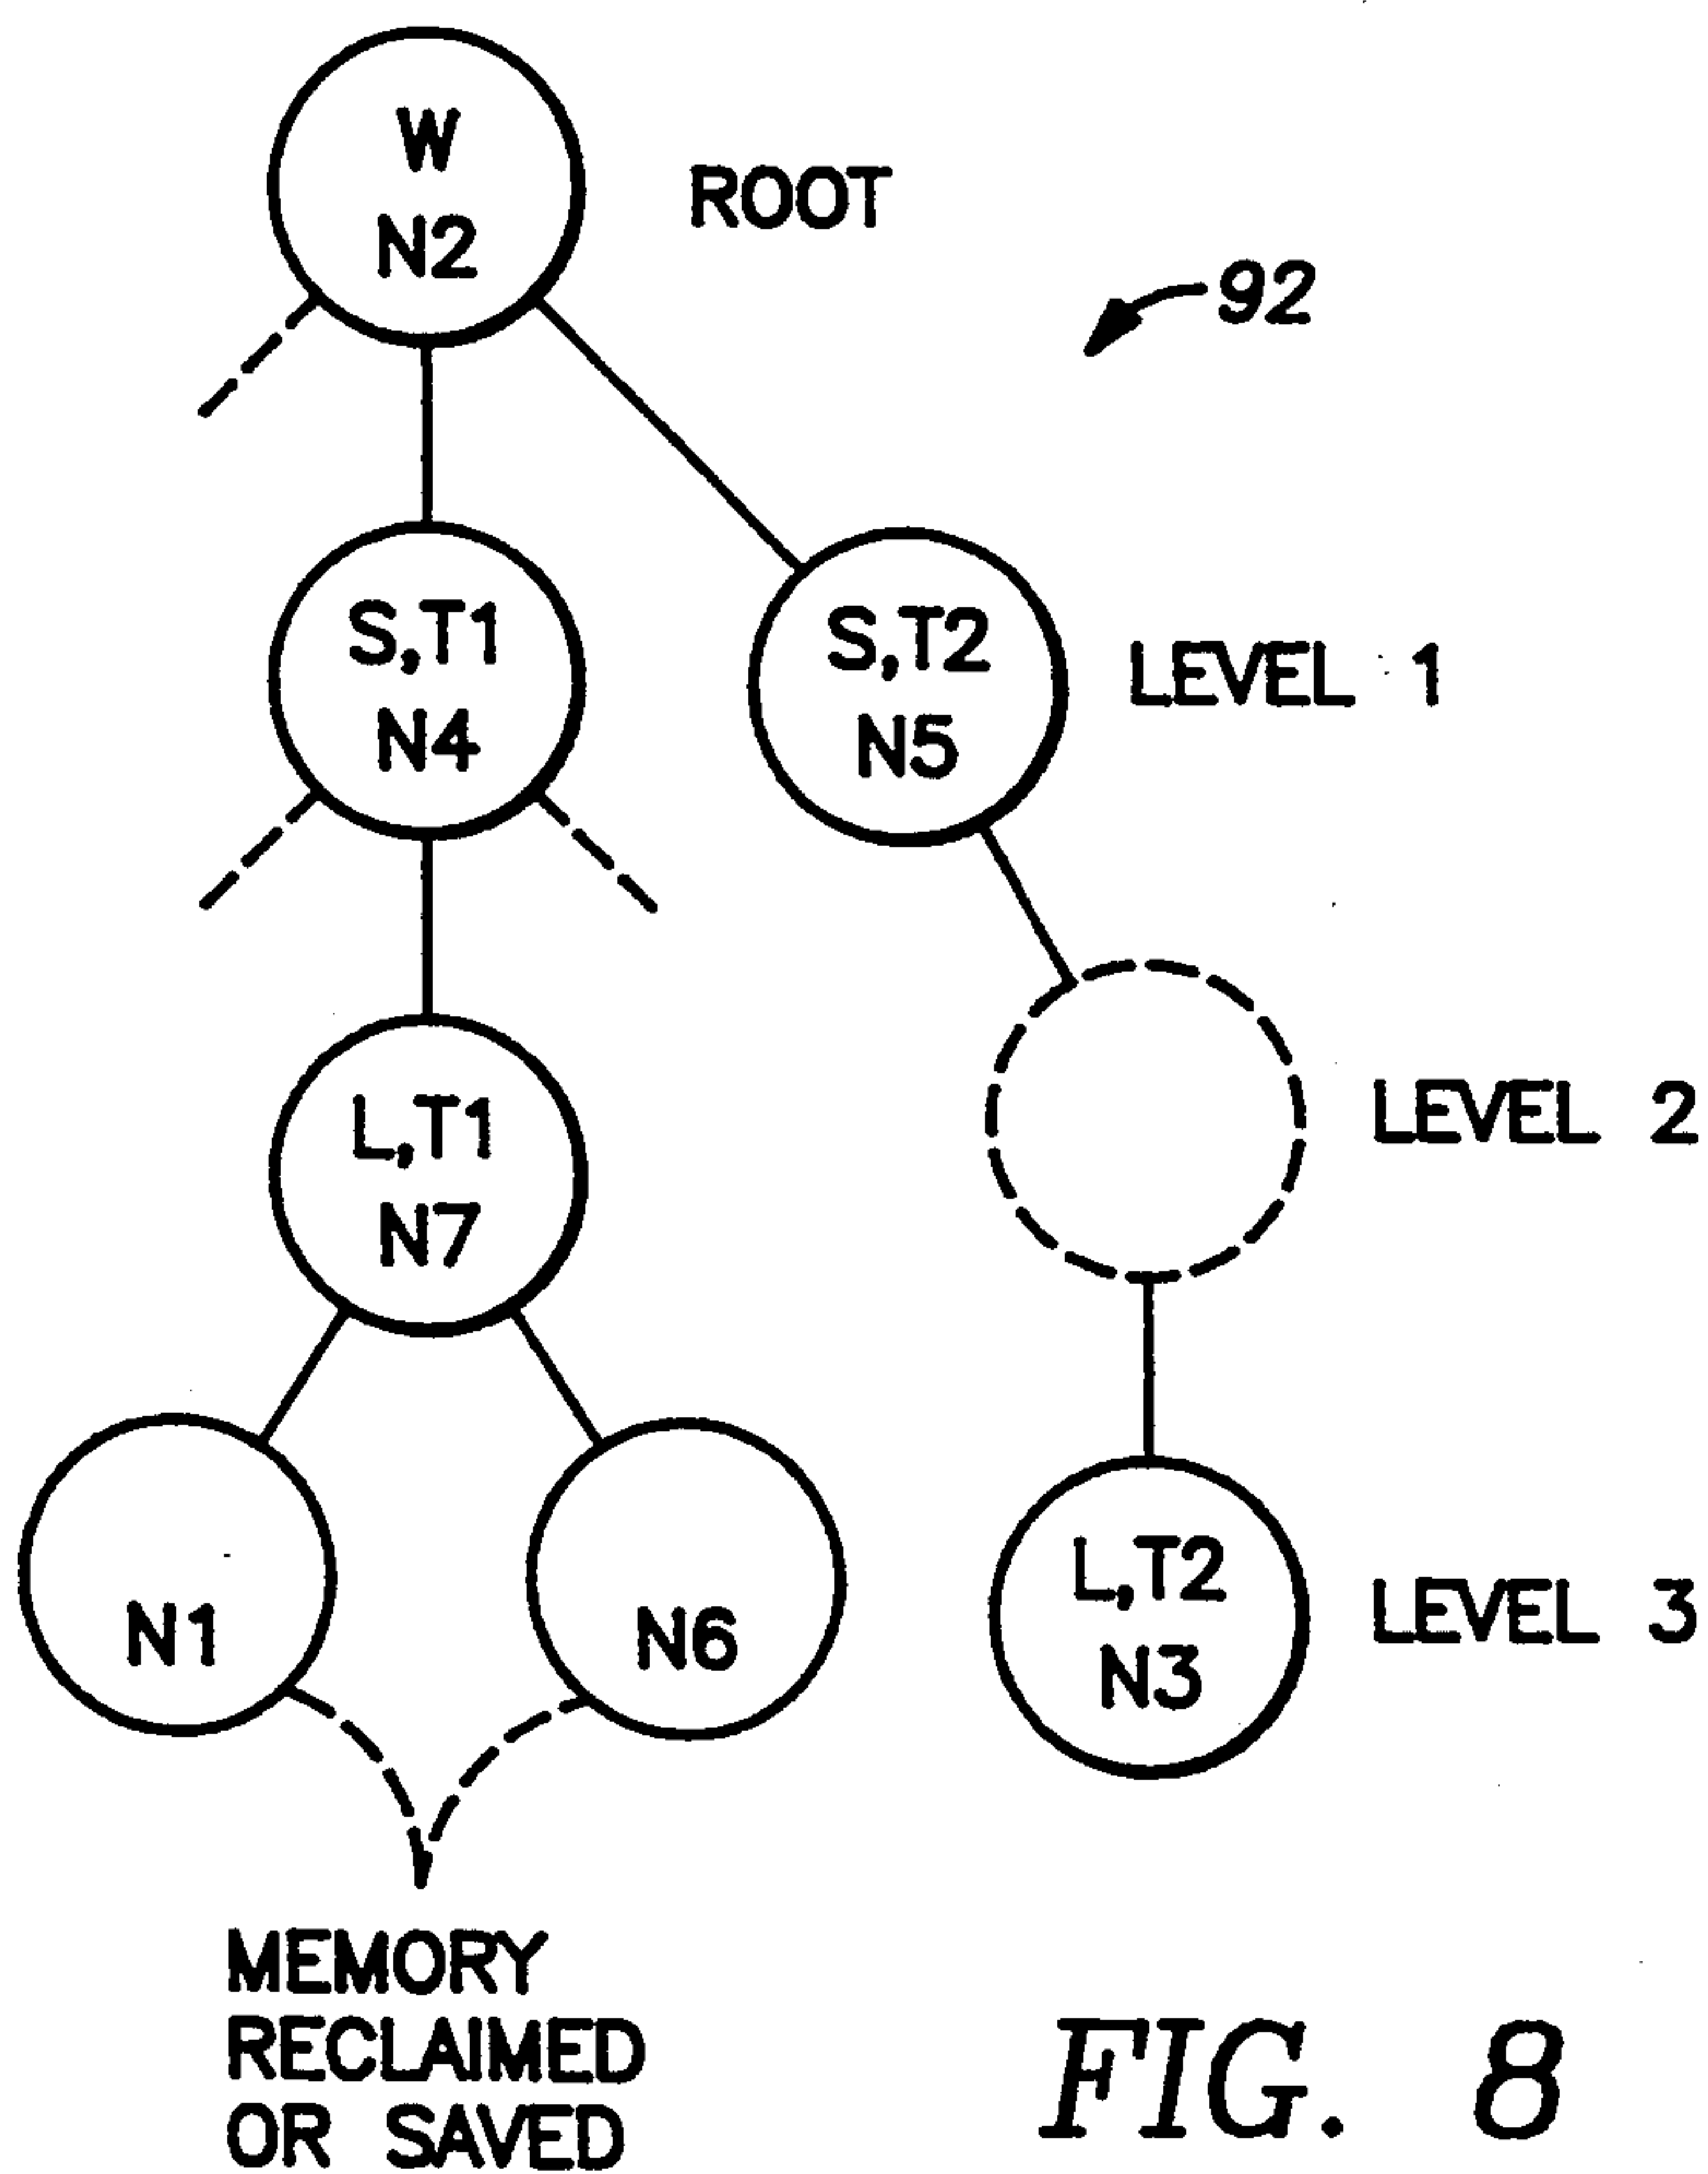 W
N2
ROOT
92
S,T1
N4
S,T2
N5
LEVEL 1
L,T1
N7
LEVEL 2
N1
N6
L,T2
N3
LEVEL 3
MEMORY
RECLAIMED
OR SAVED
FIG. 8